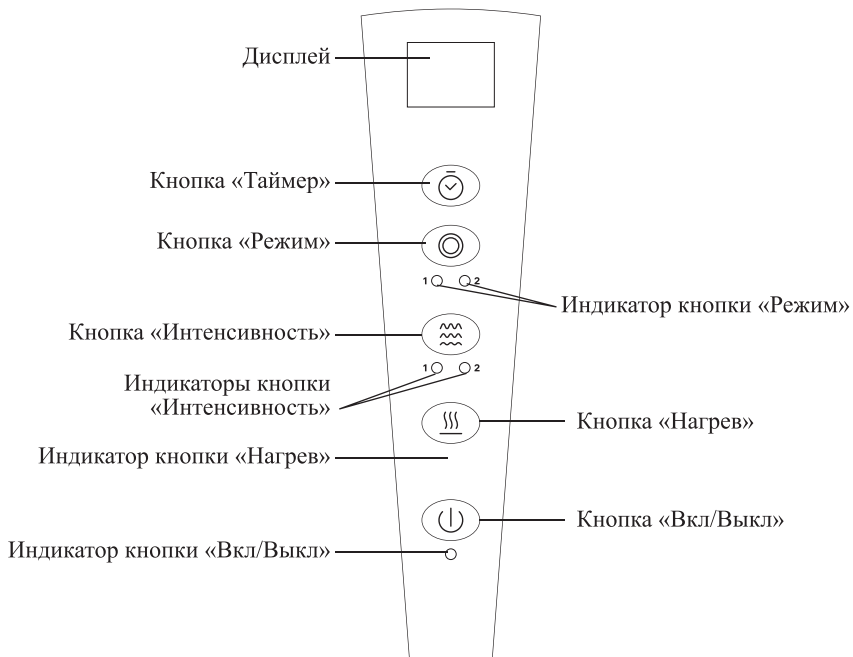 Дисплей
Кнопка «Таймер»
Кнопка «Режим»
1 2
Индикатор кнопки «Режим»
Кнопка «Интенсивность»
1 2
Индикаторы кнопки
«Интенсивность»
Кнопка «Нагрев»
Индикатор кнопки «Нагрев»
Кнопка «Вкл/Выкл»
Индикатор кнопки «Вкл/Выкл»